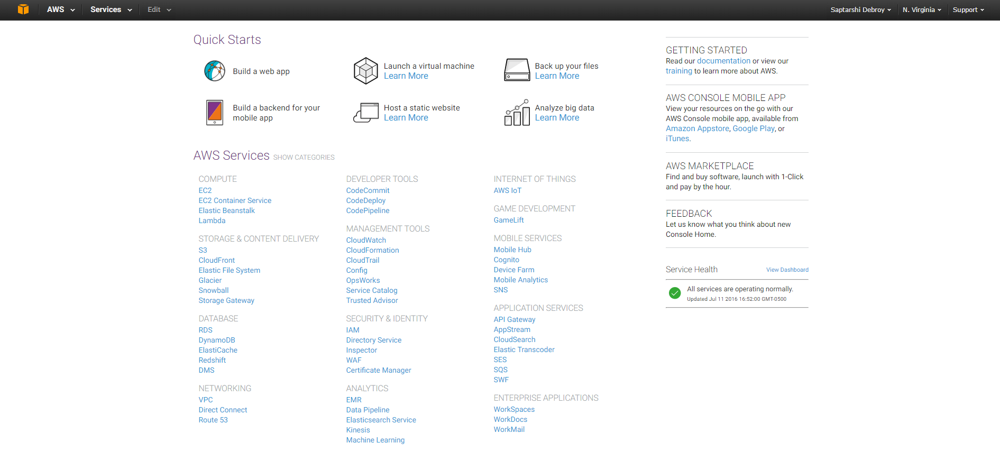 AWS
Services
Edit
Saptarshi Debroy
N. Virginia
Support
Quick Starts
Build a web app
Launch a virtual machine
Learn More
Back up your files
Learn More
Build a backend for your
mobile app
Host a static website
Learn More
Analyze big data
Learn More
AWS Services SHOW CATEGORIES
COMPUTE
EC2
EC2 Container Service
Elastic Beanstalk
Lambda
STORAGE & CONTENT DELIVERY
S3
CloudFront
Elastic File System
Glacier
Snowball
Storage Gateway
DATABASE
RDS
DynamoDB
ElastiCache
Redshift
DMS
NETWORKING
VPC
Direct Connect
Route 53
DEVELOPER TOOLS
CodeCommit
CodeDeploy
CodePipeline
MANAGEMENT TOOLS
CloudWatch
CloudFormation
CloudTrail
Config
OpsWorks
Service Catalog
Trusted Advisor
SECURITY & IDENTITY
IAM
Directory Service
Inspector
WAF
Certificate Manager
ANALYTICS
EMR
Data Pipeline
Elasticsearch Service
Kinesis
Machine Learning
INTERNET OF THINGS
AWS IoT
GAME DEVELOPMENT
GameLift
MOBILE SERVICES
Mobile Hub
Cognito
Device Farm
Mobile Analytics
SNS
APPLICATION SERVICES
API Gateway
AppStream
CloudSearch
Elastic Transcoder
SES
SQS
SWF
ENTERPRISE APPLICATIONS
WorkSpaces
WorkDocs
WorkMail
GETTING STARTED
Read our documentation or view our
training to learn more about AWS.
AWS CONSOLE MOBILE APP
View your resources on the go with our
AWS Console mobile app, available from
Amazon Appstore, Google Play, or
iTunes.
AWS MARKETPLACE
Find and buy software, launch with 1-Click
and pay by the hour.
FEEDBACK
Let us know what you think about new
Console Home.
Service Health
View Dashboard
All services are operating normally.
Updated Jul 11 2016 16:52:00 GMT-0500